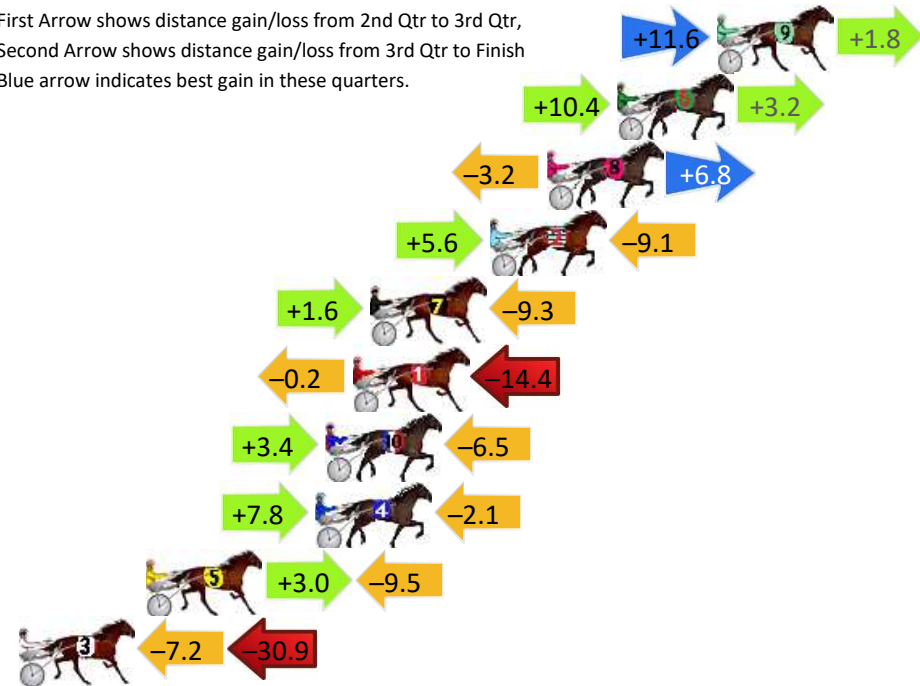 First Arrow shows distance gain/loss from 2nd Qtr to 3rd Qtr,
Second Arrow shows distance gain/loss from 3rd Qtr to Finish
Blue arrow indicates best gain in these quarters.
+11.6 9 +1.8
+10.4 +3.2
–3.2 8 +6.8
+5.6 2 –9.1
+1.6 7 –9.3
–0.2 1 –14.4
+3.4 10 –6.5
+7.8 4 –2.1
5 +3.0 –9.5
3 –7.2 –30.9